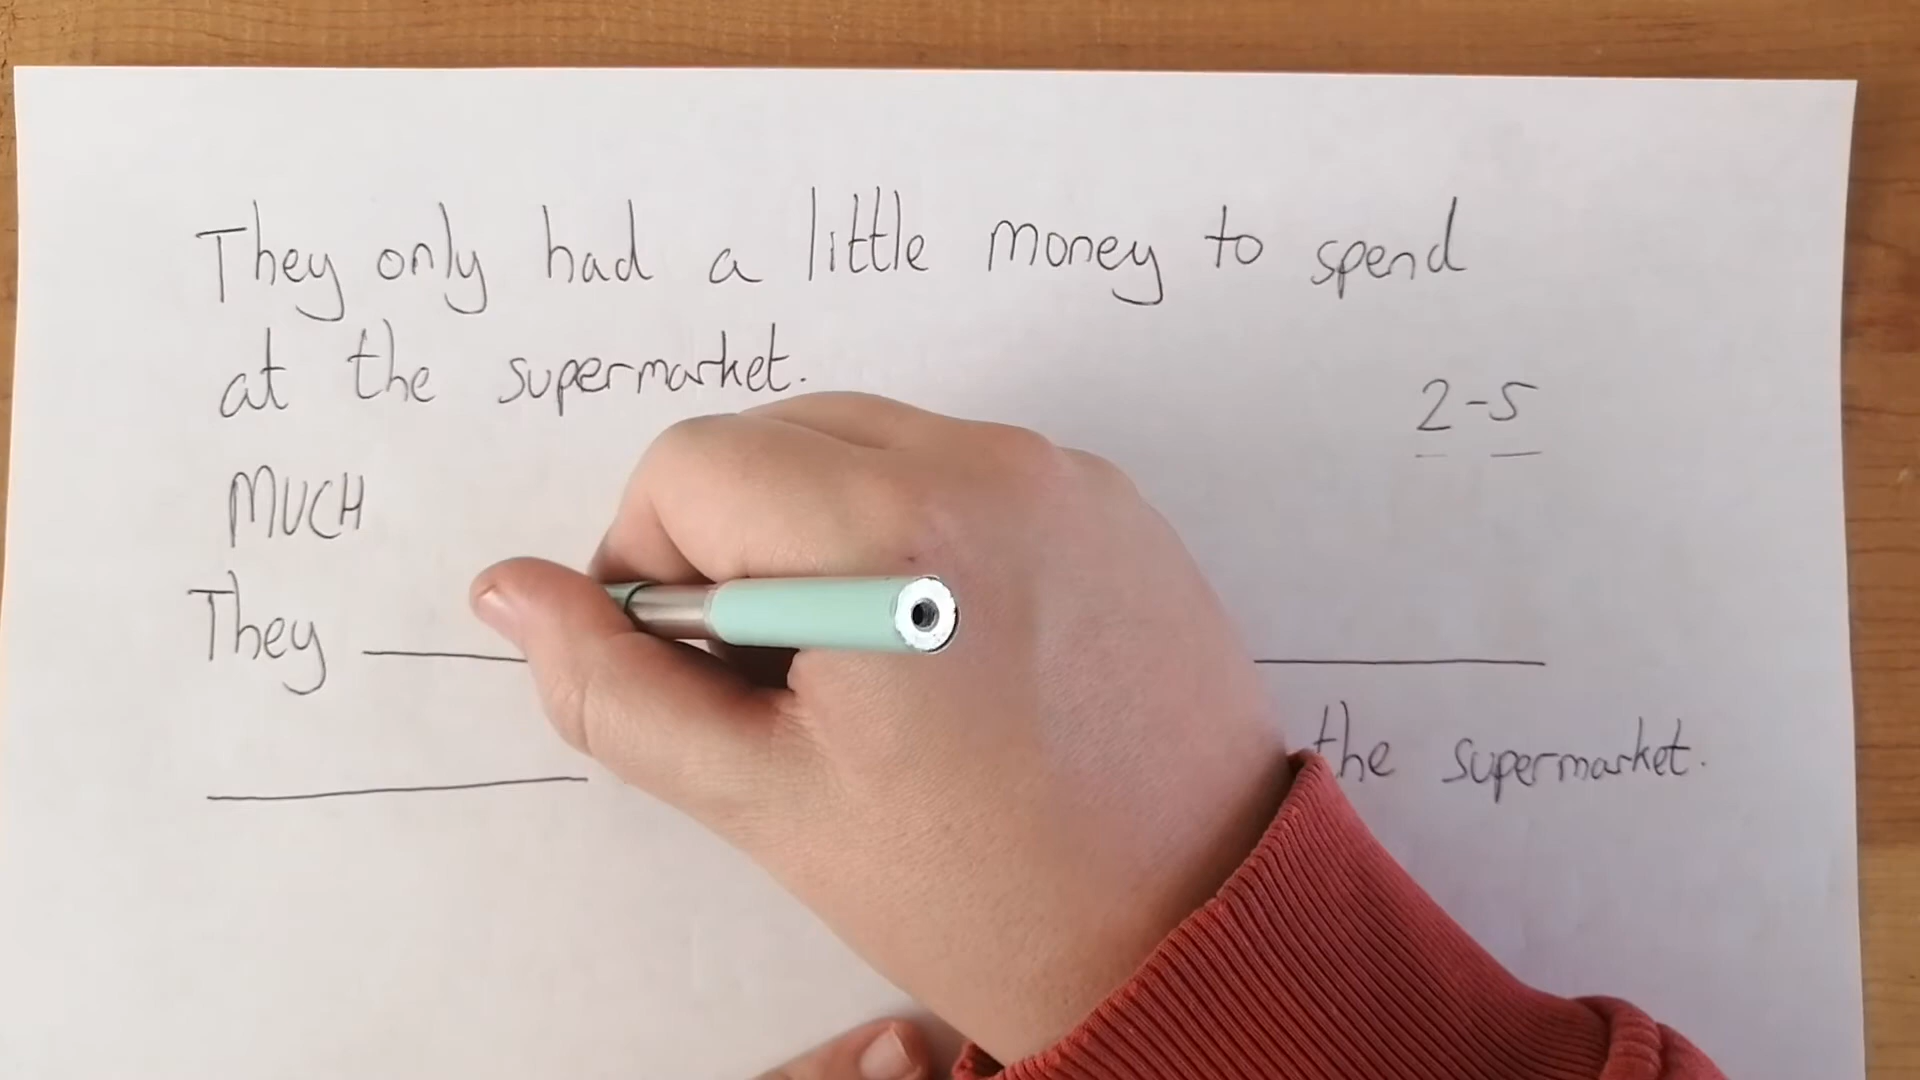 They only had a little money to spend
at the supermarket.
2-5
MUCH
They
the supermarket.